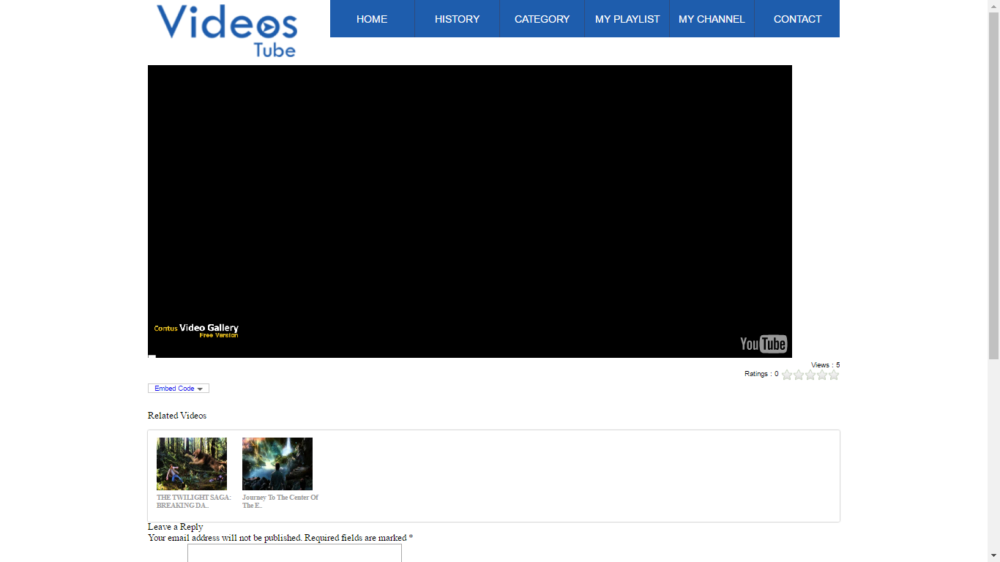 Videos
Tube
HOME
HISTORY
CATEGORY
MY PLAYLIST
MY CHANNEL
CONTACT
Contus Video Gallery
Free Version
YouTube
Views : 5
Ratings : 0
Embed Code
Related Videos
THE TWILIGHT SAGA:
BREAKING DA..
Journey To The Center Of
The E..
Leave a Reply
Your email address will not be published. Required fields are marked *